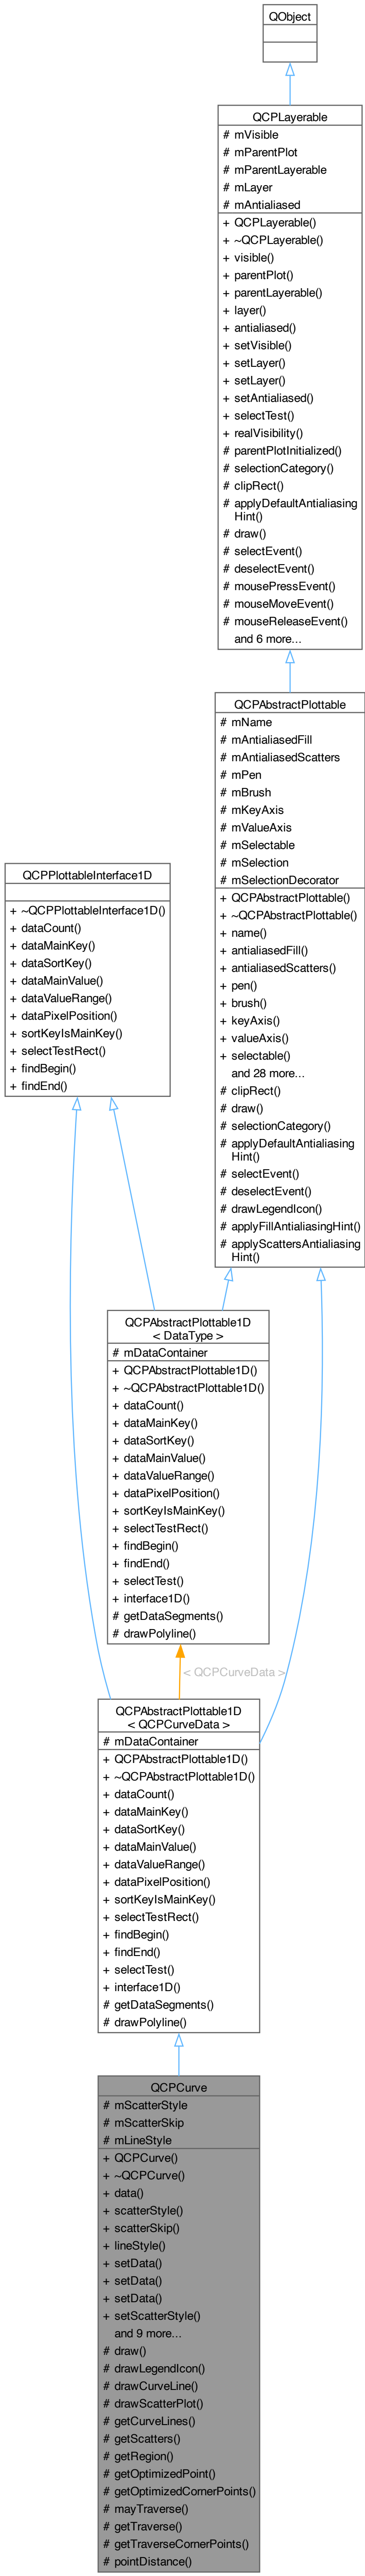 QObject
QCPLayerable
# mVisible
# mParentPlot
# mParentLayerable
# mLayer
# mAntialiased
+ QCPLayerable()
+ ~QCPLayerable()
+ visible()
+ parentPlot()
+ parentLayerable()
+ layer()
+ antialiased()
+ setVisible()
+ setLayer()
+ setLayer()
+ setAntialiased()
+ selectTest()
+ realVisibility()
# parentPlotInitialized()
# selectionCategory()
# clipRect()
# applyDefaultAntialiasing
Hint()
# draw()
# selectEvent()
# deselectEvent()
# mousePressEvent()
# mouseMoveEvent()
# mouseReleaseEvent()
and 6 more...
QCPAbstractPlottable
# mName
# mAntialiasedFill
# mAntialiasedScatters
# mPen
# mBrush
# mKeyAxis
# mValueAxis
# mSelectable
# mSelection
# mSelectionDecorator
+ QCPAbstractPlottable()
+ ~QCPAbstractPlottable()
+ name()
+ antialiasedFill()
+ antialiasedScatters()
+ pen()
+ brush()
+ keyAxis()
+ valueAxis()
+ selectable()
and 28 more...
# clipRect()
# draw()
# selectionCategory()
# applyDefaultAntialiasing
Hint()
# selectEvent()
# deselectEvent()
# drawLegendIcon()
# applyFillAntialiasingHint()
# applyScattersAntialiasing
Hint()
QCPPlottableInterface1D
+ ~QCPPlottableInterface1D()
+ dataCount()
+ dataMainKey()
+ dataSortKey()
+ dataMainValue()
+ dataValueRange()
+ dataPixelPosition()
+ sortKeyIsMainKey()
+ selectTestRect()
+ findBegin()
+ findEnd()
QCPAbstractPlottable1D
< DataType >
# mDataContainer
+ QCPAbstractPlottable1D()
+ ~QCPAbstractPlottable1D()
+ dataCount()
+ dataMainKey()
+ dataSortKey()
+ dataMainValue()
+ dataValueRange()
+ dataPixelPosition()
+ sortKeyIsMainKey()
+ selectTestRect()
+ findBegin()
+ findEnd()
+ selectTest()
+ interface1D()
# getDataSegments()
# drawPolyline()
< QCPCurveData >
QCPAbstractPlottable1D
< QCPCurveData >
# mDataContainer
+ QCPAbstractPlottable1D()
+ ~QCPAbstractPlottable1D()
+ dataCount()
+ dataMainKey()
+ dataSortKey()
+ dataMainValue()
+ dataValueRange()
+ dataPixelPosition()
+ sortKeyIsMainKey()
+ selectTestRect()
+ findBegin()
+ findEnd()
+ selectTest()
+ interface1D()
# getDataSegments()
# drawPolyline()
QCPCurve
# mScatterStyle
# mScatterSkip
# mLineStyle
+ QCPCurve()
+ ~QCPCurve()
+ data()
+ scatterStyle()
+ scatterSkip()
+ lineStyle()
+ setData()
+ setData()
+ setData()
+ setScatterStyle()
and 9 more...
# draw()
# drawLegendIcon()
# drawCurveLine()
# drawScatterPlot()
# getCurveLines()
# getScatters()
# getRegion()
# getOptimizedPoint()
# getOptimizedCornerPoints()
# mayTraverse()
# getTraverse()
# getTraverseCornerPoints()
# pointDistance()